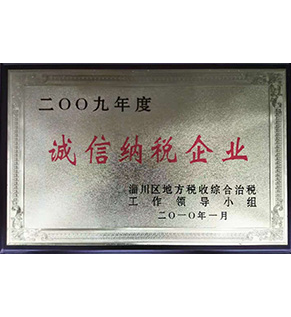 二〇〇九年度
诚信纳税企业
淄川区地方税收综合治税
工作领导小组
二〇一〇年一月